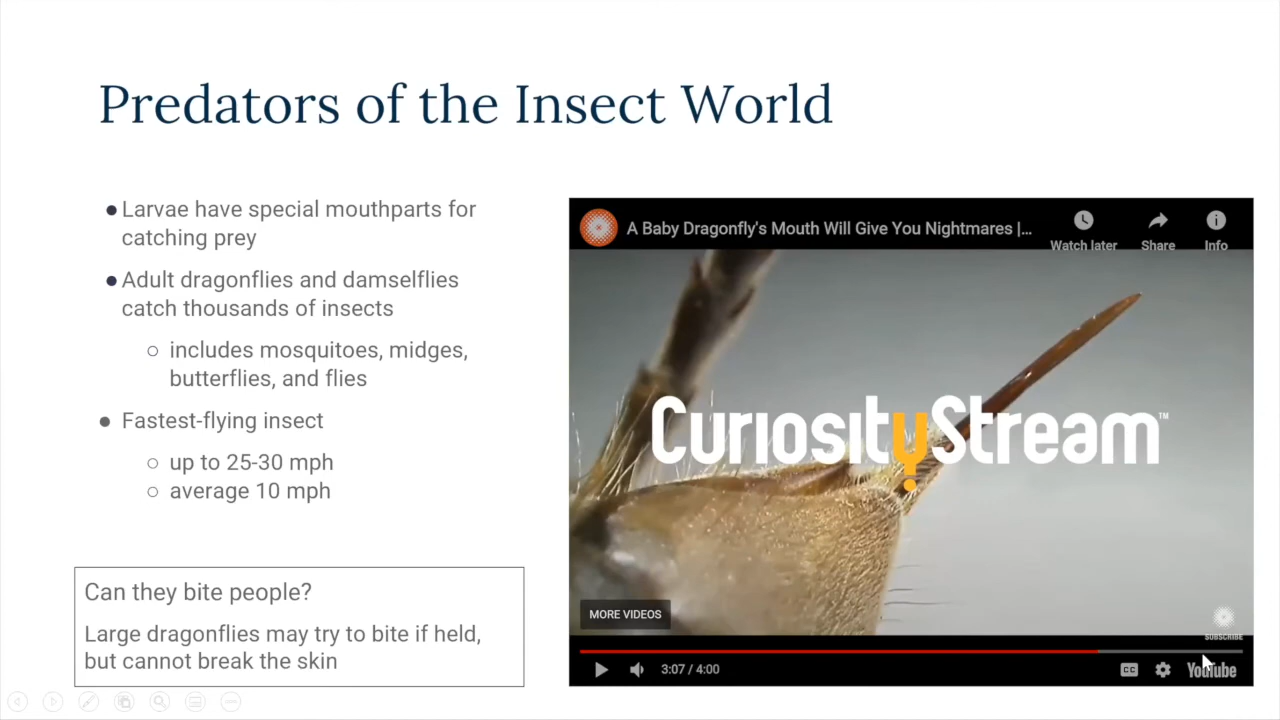 Predators of the Insect World
● Larvae have special mouthparts for
catching prey
● Adult dragonflies and damselflies
catch thousands of insects
○ includes mosquitoes, midges,
butterflies, and flies
● Fastest-flying insect
○ up to 25-30 mph
○ average 10 mph
Can they bite people?
Large dragonflies may try to bite if held,
but cannot break the skin
A Baby Dragonfly's Mouth Will Give You Nightmares |...
Watch later
Share
Info
CuriosityStream™
MORE VIDEOS
SUBSCRIBE
3:07 / 4:00
CC
YouTube